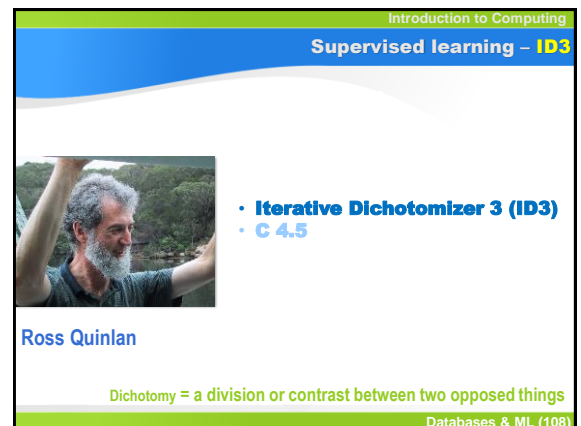 Introduction to Computing
Supervised learning – ID3
• Iterative Dichotomizer 3 (ID3)
• C 4.5
Ross Quinlan
Dichotomy = a division or contrast between two opposed things
Databases & ML (108)